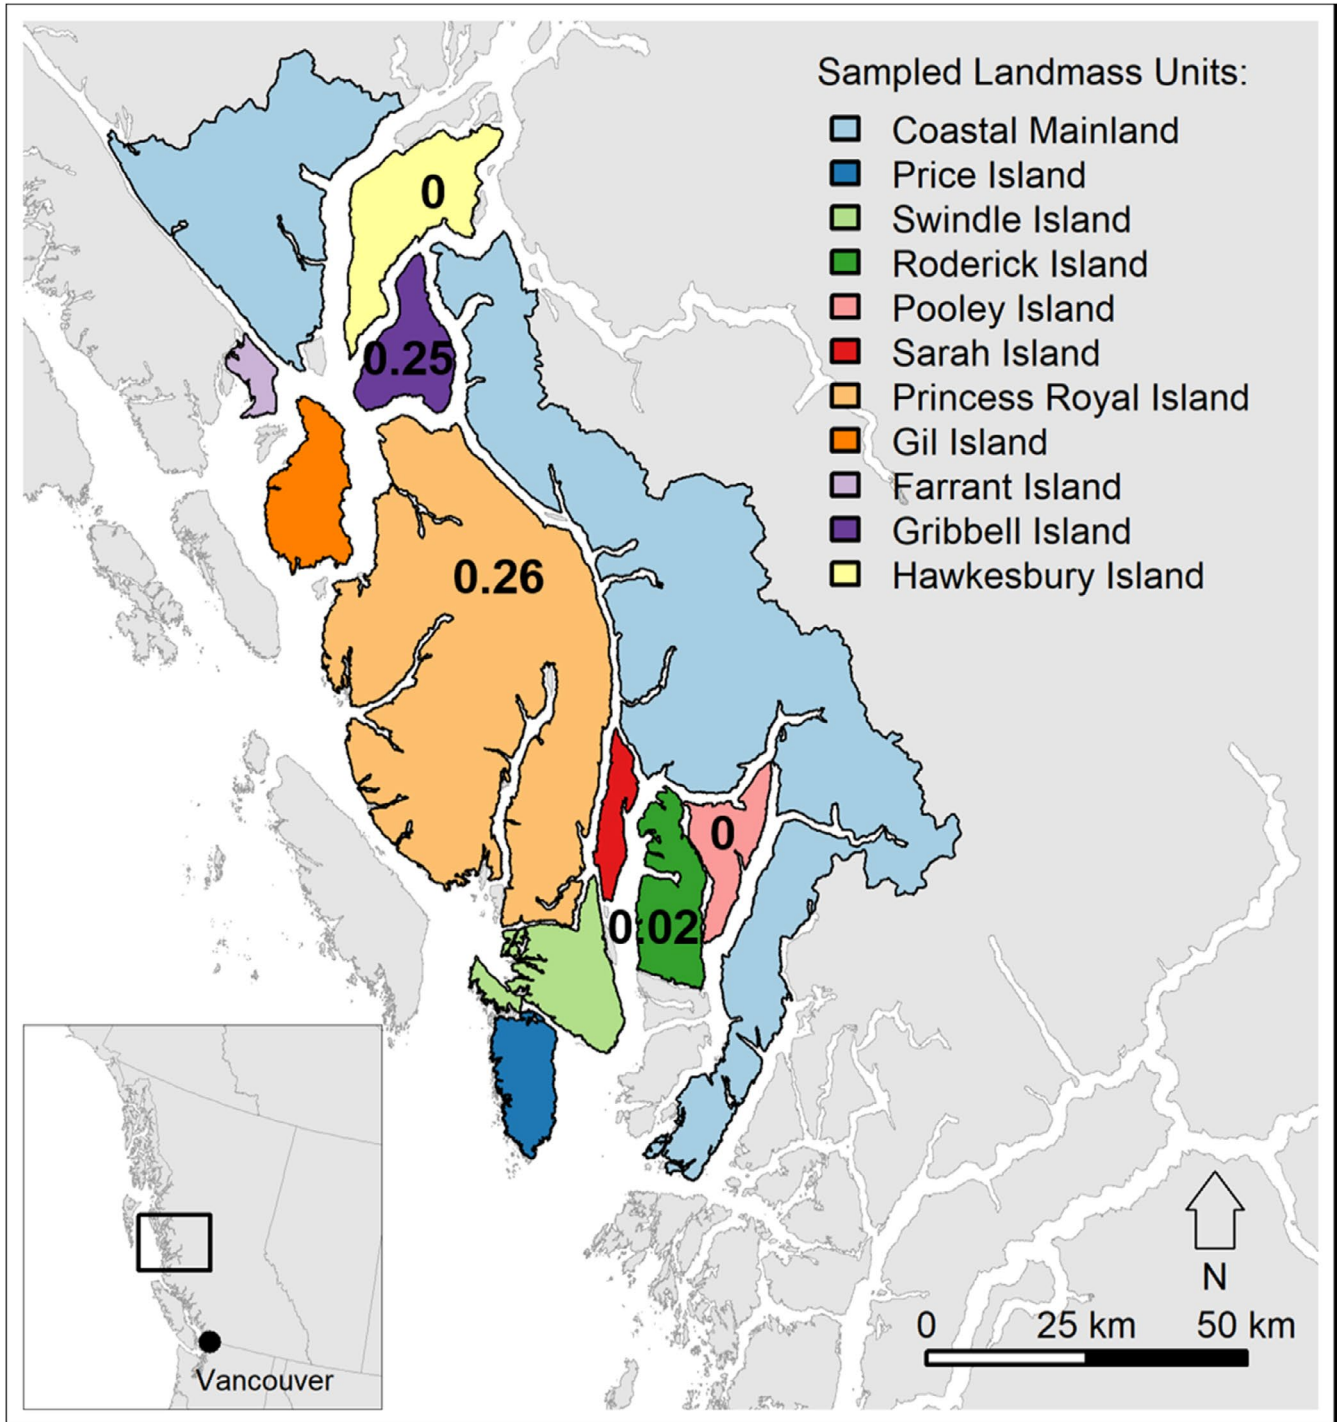 Sampled Landmass Units:
Coastal Mainland
Price Island
Swindle Island
Roderick Island
Pooley Island
Sarah Island
Princess Royal Island
Gil Island
Farrant Island
Gribbell Island
Hawkesbury Island
0
0.25
0.26
0
0.02
N
0 25 km 50 km
Vancouver